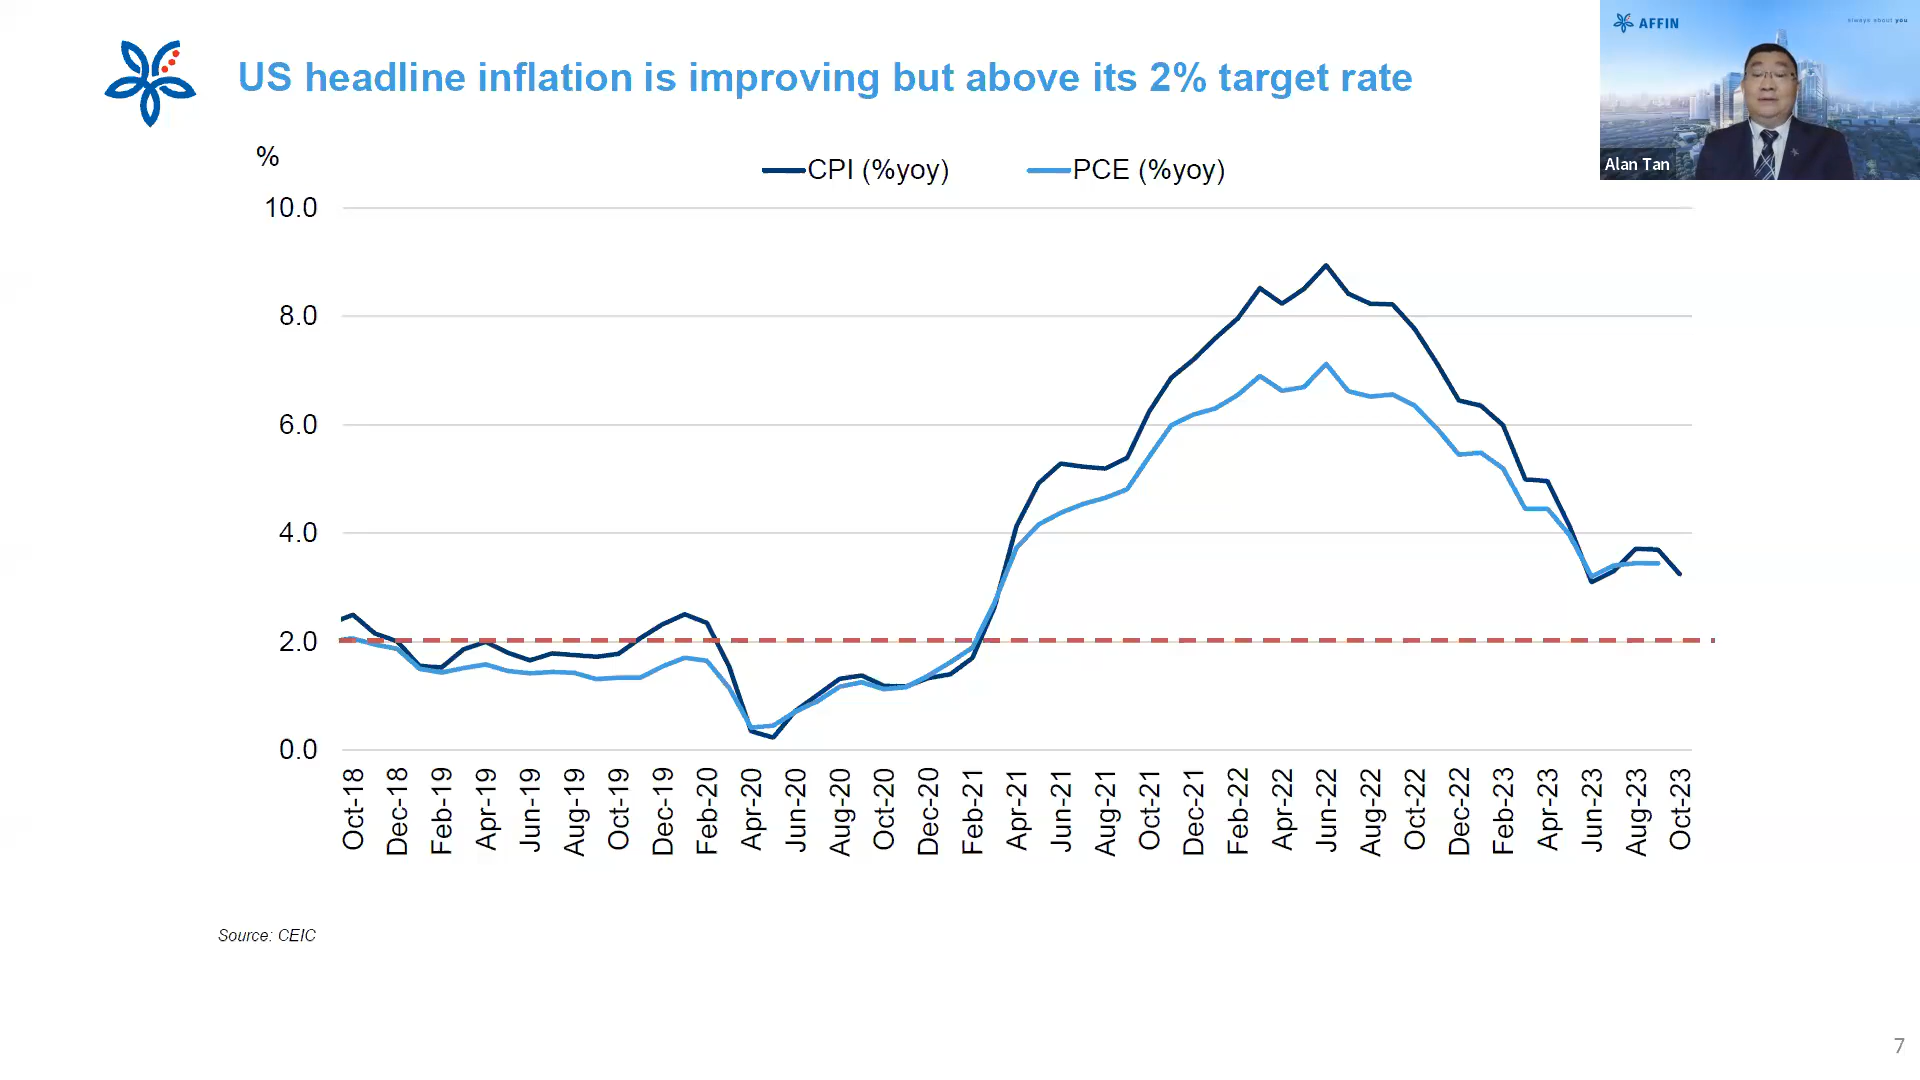 US headline inflation is improving but above its 2% target rate
AFFIN
always about you
Alan Tan
%
CPI (%yoy)
PCE (%yoy)
10.0
8.0
6.0
4.0
2.0
0.0
Oct-18
Dec-18
Feb-19
Apr-19
Jun-19
Aug-19
Oct-19
Dec-19
Feb-20
Apr-20
Jun-20
Aug-20
Oct-20
Dec-20
Feb-21
Apr-21
Jun-21
Aug-21
Oct-21
Dec-21
Feb-22
Apr-22
Jun-22
Aug-22
Oct-22
Dec-22
Feb-23
Apr-23
Jun-23
Aug-23
Oct-23
Source: CEIC
7